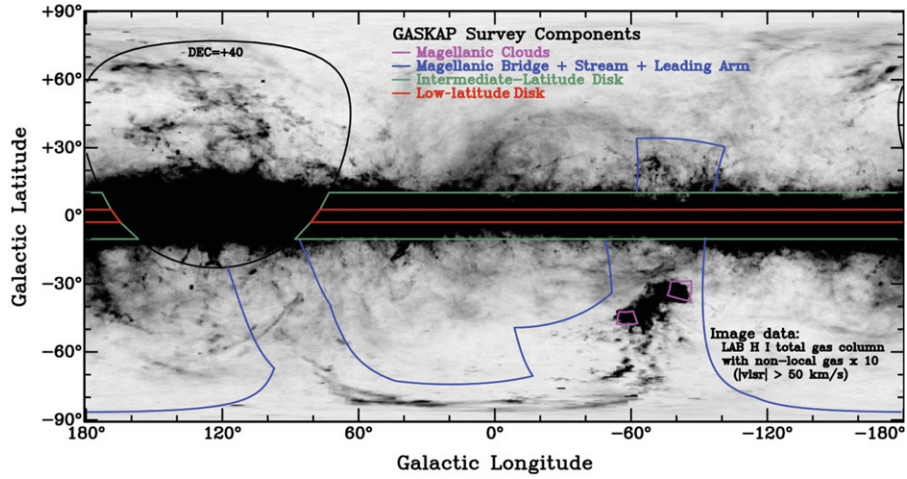 +90°
DEC=+40
GASKAP Survey Components
Magellanic Clouds
Magellanic Bridge + Stream + Leading Arm
Intermediate-Latitude Disk
Low-latitude Disk
+60°
+30°
0°
-30°
-60°
-90°
Galactic Latitude
Image data:
LAB H I total gas column
with non-local gas x 10
(|vlsr| > 50 km/s)
180° 120° 60° 0° -60° -120° -180°
Galactic Longitude